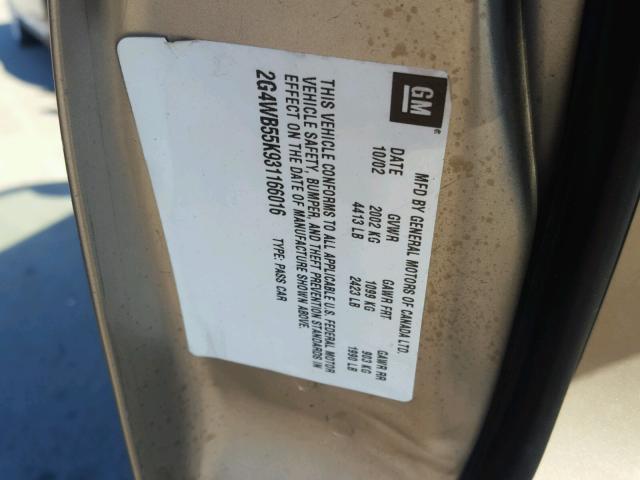 GM
MFD BY GENERAL MOTORS OF CANADA LTD.
DATE GVWR GAWR FRT GAWR RR
10/02 2002 KG 1099 KG 903 KG
4413 LB 2423 LB 1990 LB
THIS VEHICLE CONFORMS TO ALL APPLICABLE U.S. FEDERAL MOTOR
VEHICLE SAFETY, BUMPER, AND THEFT PREVENTION STANDARDS IN
EFFECT ON THE DATE OF MANUFACTURE SHOWN ABOVE.
2G4WB55K931166016 TYPE: PASS CAR